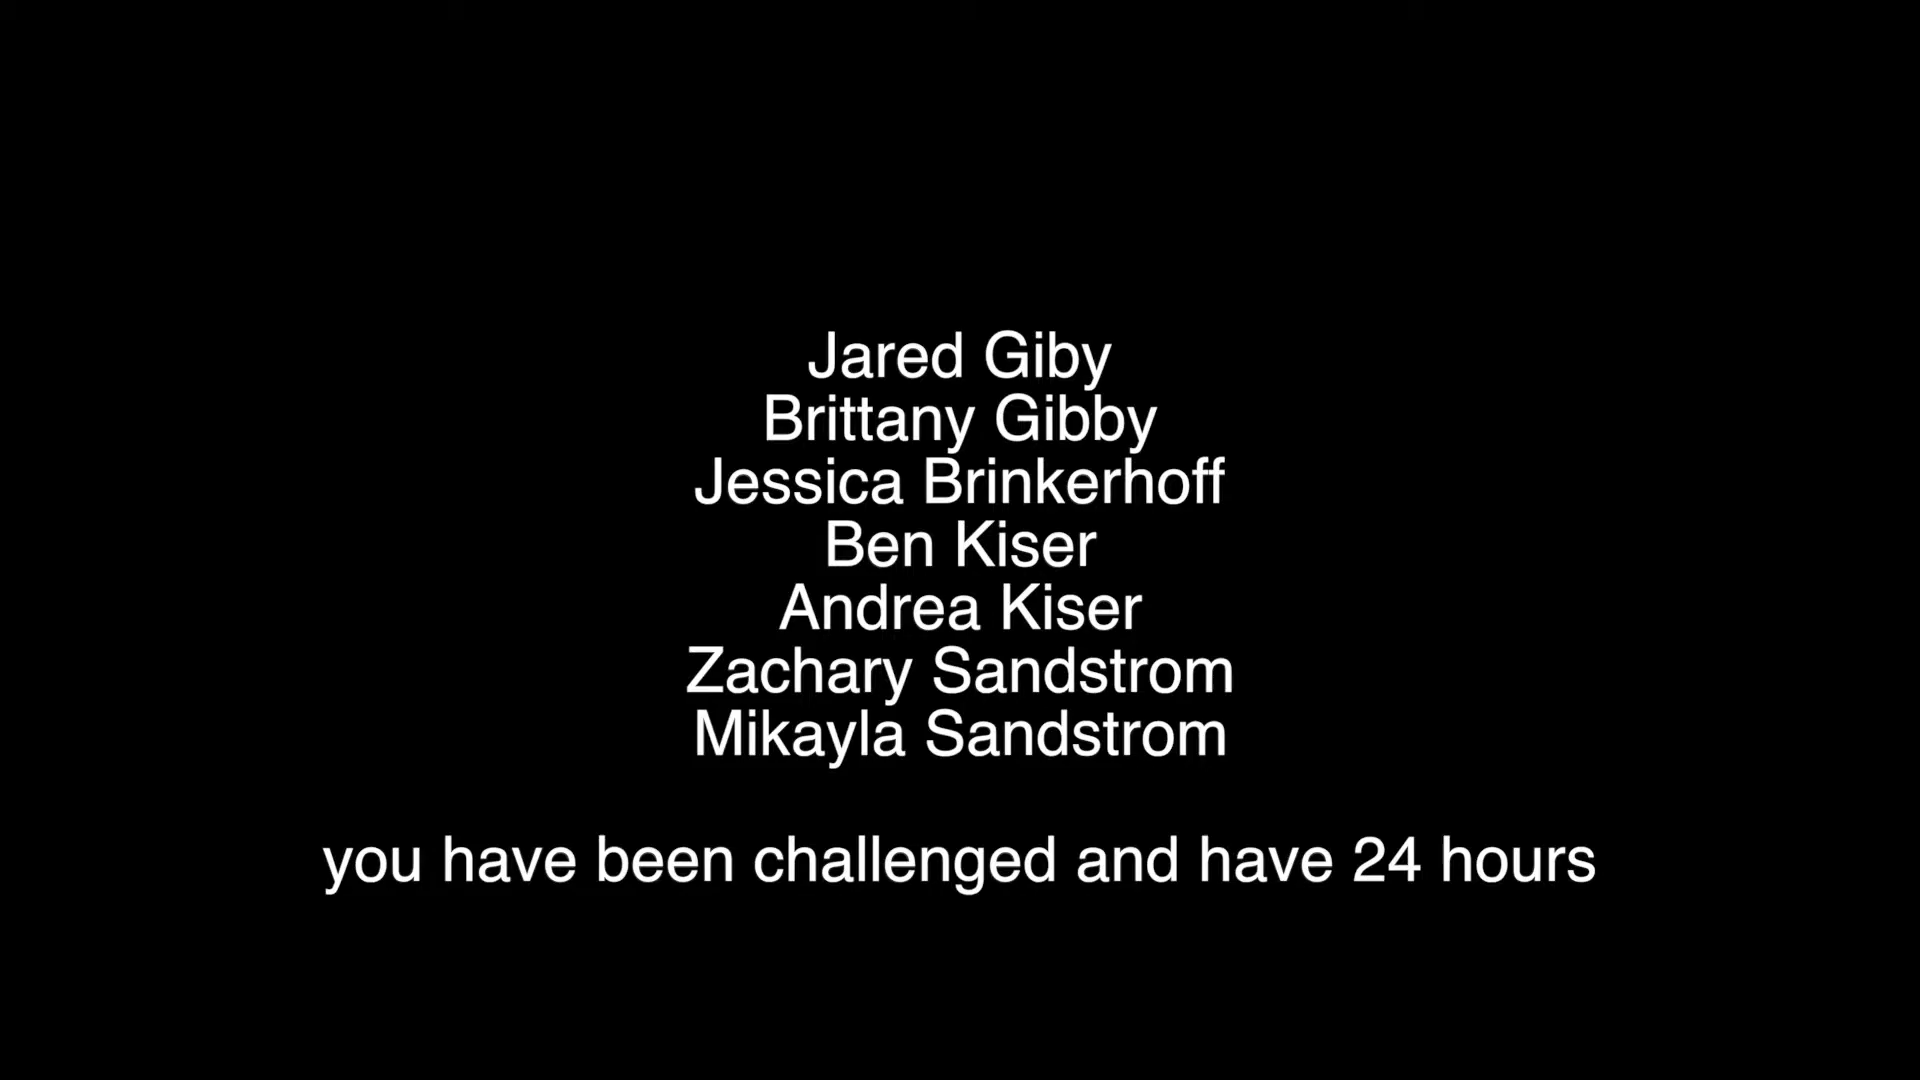 Jared Giby
Brittany Gibby
Jessica Brinkerhoff
Ben Kiser
Andrea Kiser
Zachary Sandstrom
Mikayla Sandstrom
you have been challenged and have 24 hours